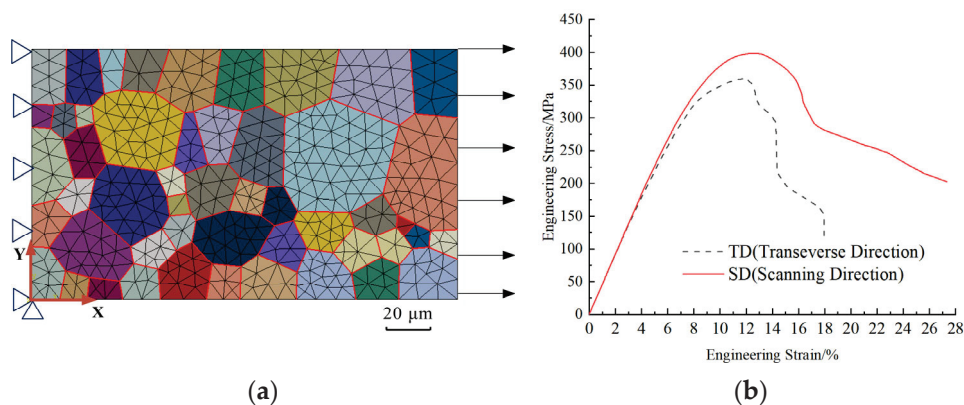 Y
X
20 μm
(a)
Engineering Stress/MPa
450
400
350
300
250
200
150
100
50
0
TD(Transeverse Direction)
SD(Scanning Direction)
0 2 4 6 8 10 12 14 16 18 20 22 24 26 28
Engineering Strain/%
(b)